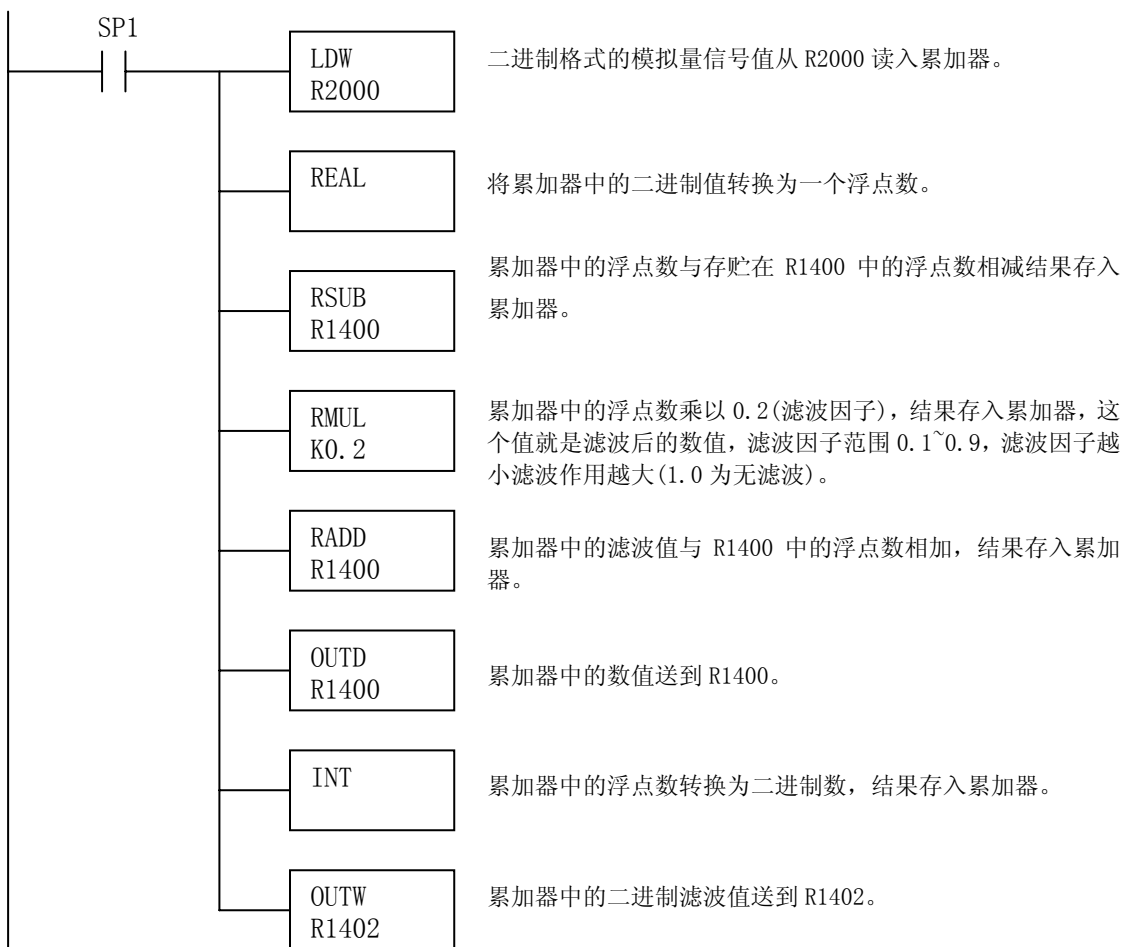 SP1
LDW
R2000
二进制格式的模拟量信号值从 R2000 读入累加器。
REAL
将累加器中的二进制值转换为一个浮点数。
RSUB
R1400
累加器中的浮点数与存贮在 R1400 中的浮点数相减结果存入
累加器。
RMUL
K0.2
累加器中的浮点数乘以 0.2(滤波因子)，结果存入累加器，这
个值就是滤波后的数值，滤波因子范围 0.1~0.9，滤波因子越
小滤波作用越大(1.0 为无滤波)。
RADD
R1400
累加器中的滤波值与 R1400 中的浮点数相加，结果存入累加
器。
OUTD
R1400
累加器中的数值送到 R1400。
INT
累加器中的浮点数转换为二进制数，结果存入累加器。
OUTW
R1402
累加器中的二进制滤波值送到 R1402。